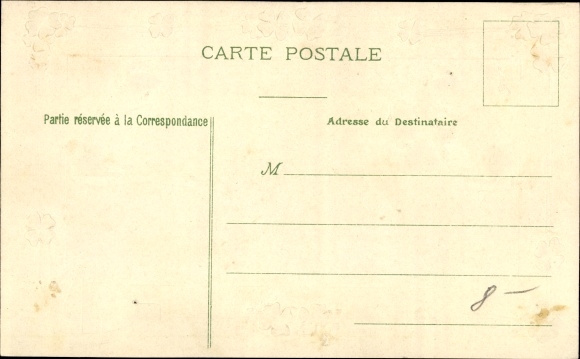 CARTE POSTALE
Partie réservée à la Correspondance
Adresse du Destinataire
M
8 —